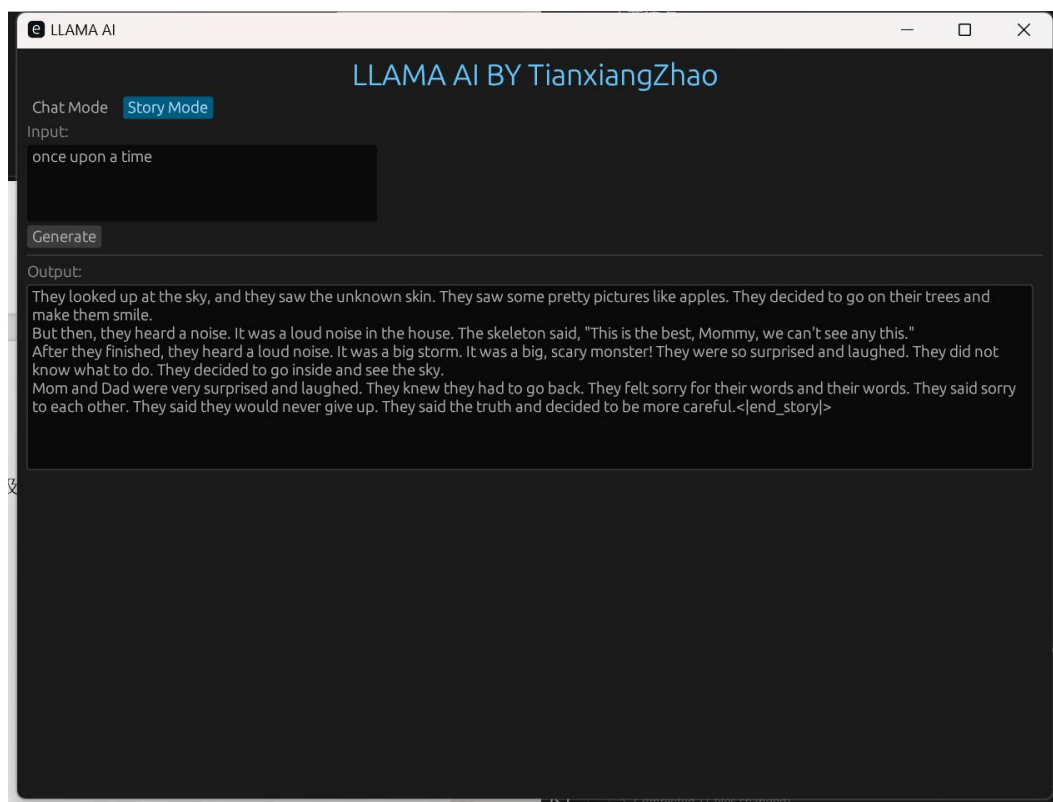 e LLAMA AI
LLAMA AI BY TianxiangZhao
Chat Mode Story Mode
Input:
once upon a time
Generate
Output:
They looked up at the sky, and they saw the unknown skin. They saw some pretty pictures like apples. They decided to go on their trees and
make them smile.
But then, they heard a noise. It was a loud noise in the house. The skeleton said, "This is the best, Mommy, we can't see any this."
After they finished, they heard a loud noise. It was a big storm. It was a big, scary monster! They were so surprised and laughed. They did not
know what to do. They decided to go inside and see the sky.
Mom and Dad were very surprised and laughed. They knew they had to go back. They felt sorry for their words and their words. They said sorry
to each other. They said they would never give up. They said the truth and decided to be more careful.<|end_story|>